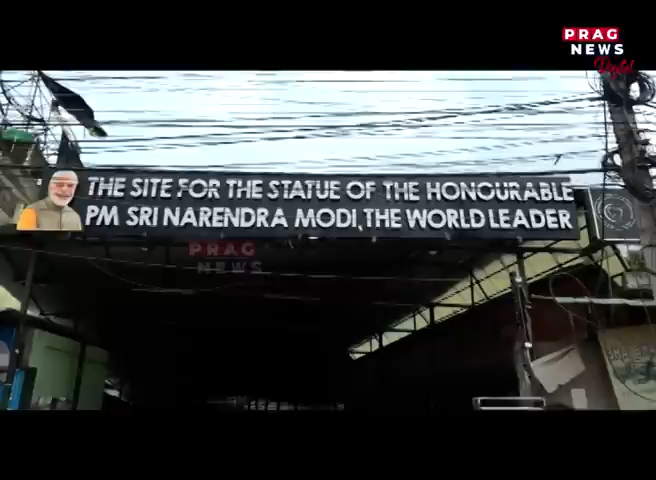 PRAG
NEWS
Digital
THE SITE FOR THE STATUE OF THE HONOURABLE
PM SRI NARENDRA MODI, THE WORLD LEADER
PRAG
NEWS